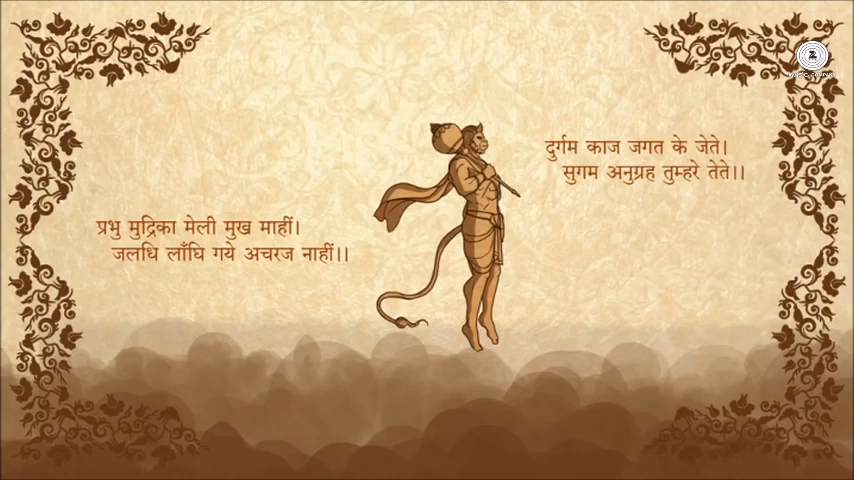 प्रभु मुद्रिका मेली मुख माहीं।
जलधि लाँघि गये अचरज नाहीं।।
दुर्गम काज जगत के जेते।
सुगम अनुग्रह तुम्हरे तेते।।